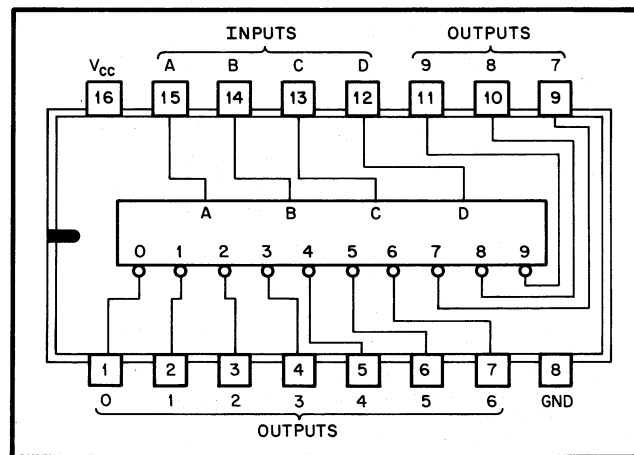 INPUTS OUTPUTS
VCC A B C D 9 8 7
16 15 14 13 12 11 10 9
A B C D
0 1 2 3 4 5 6 7 8 9
1 2 3 4 5 6 7 8
0 1 2 3 4 5 6 GND
OUTPUTS